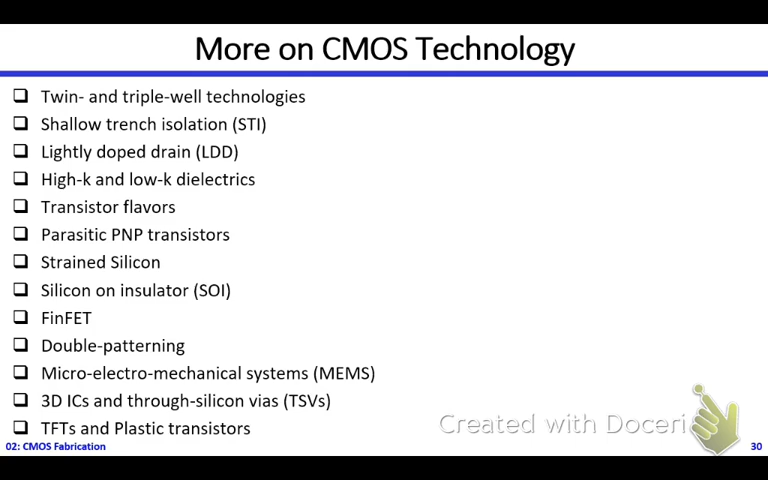 More on CMOS Technology
Twin- and triple-well technologies
Shallow trench isolation (STI)
Lightly doped drain (LDD)
High-k and low-k dielectrics
Transistor flavors
Parasitic PNP transistors
Strained Silicon
Silicon on insulator (SOI)
FinFET
Double-patterning
Micro-electro-mechanical systems (MEMS)
3D ICs and through-silicon vias (TSVs)
TFTs and Plastic transistors
Created with Doceri
02: CMOS Fabrication
30